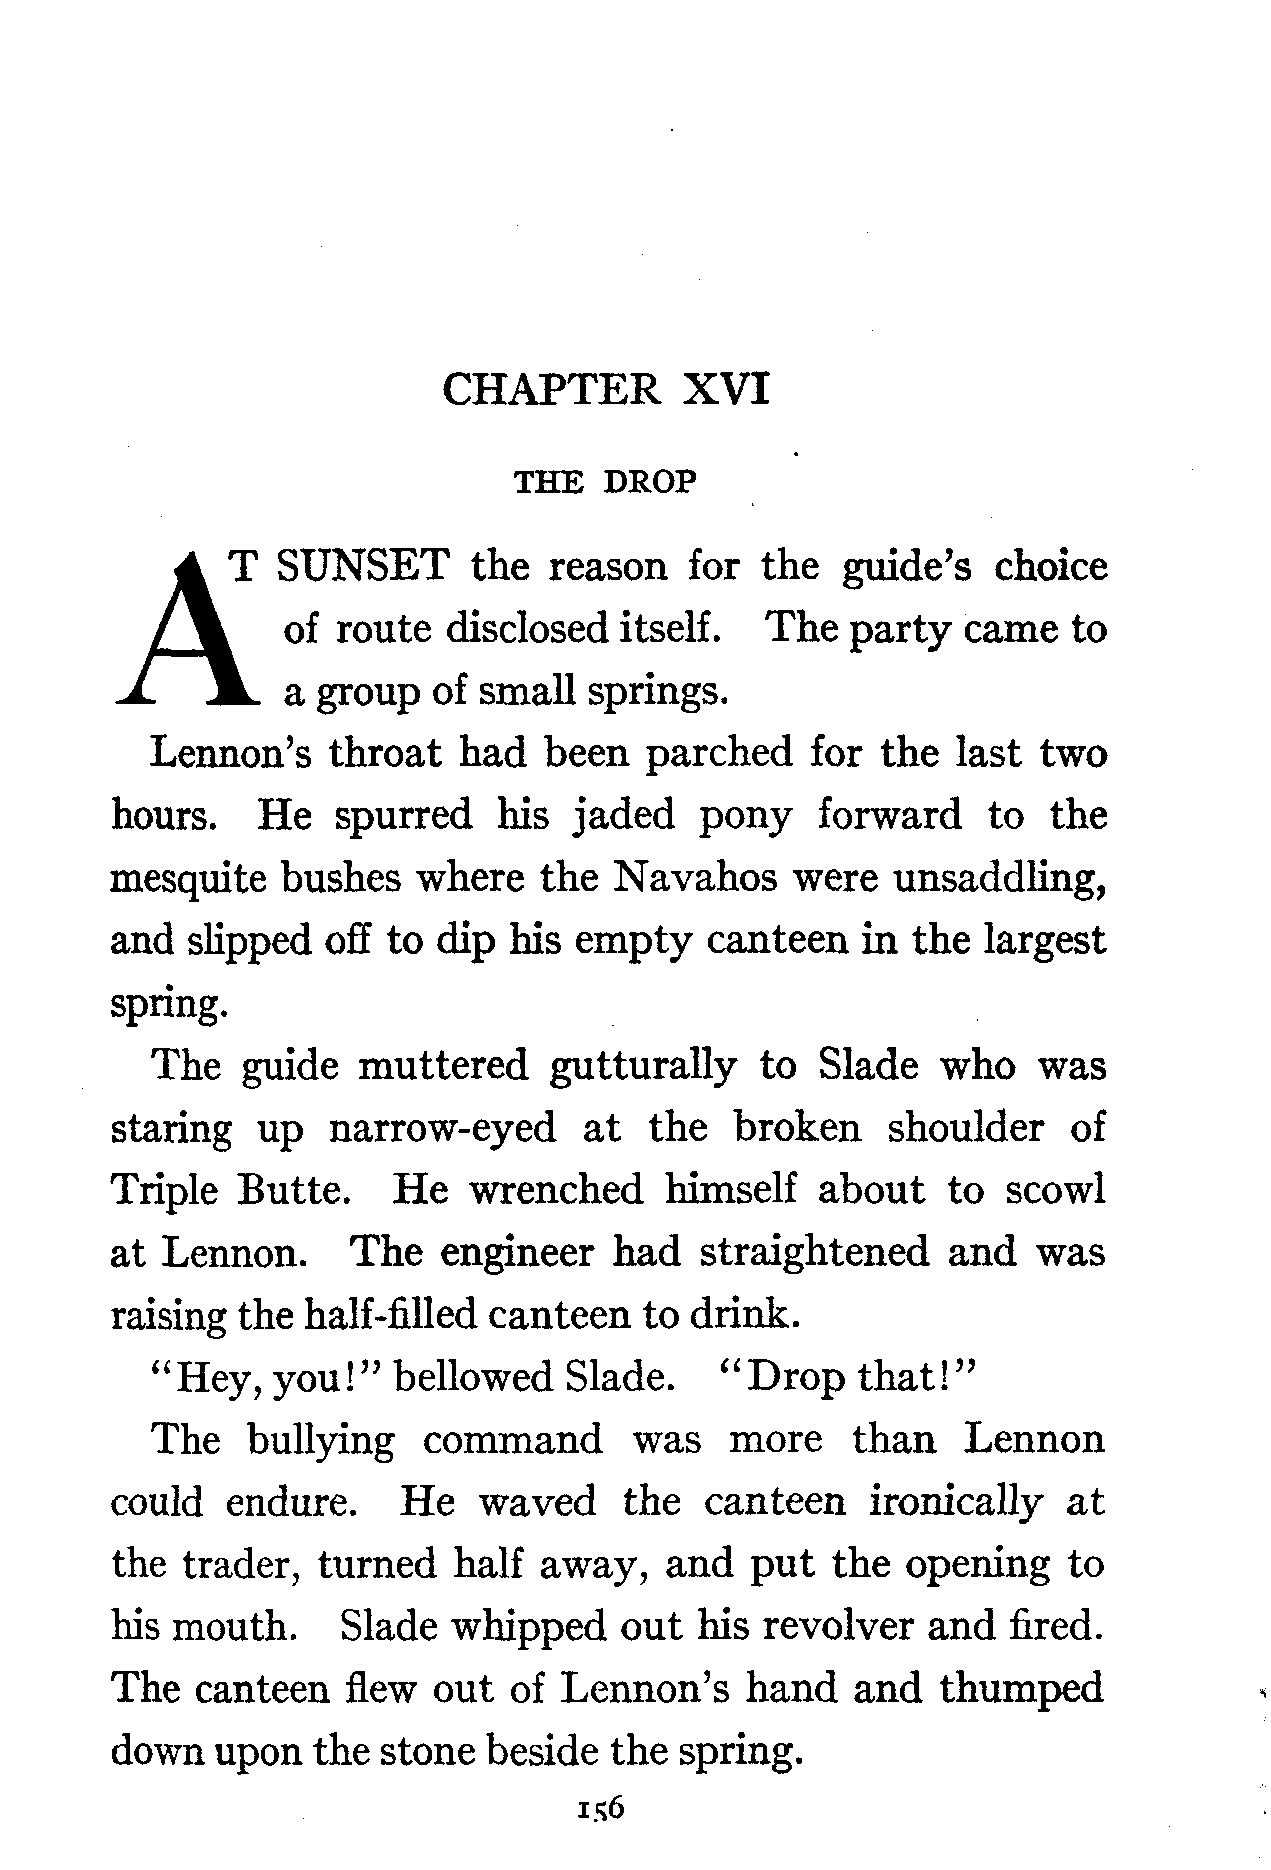 CHAPTER XVI
THE DROP
AT SUNSET the reason for the guide's choice
of route disclosed itself. The party came to
a group of small springs.
Lennon's throat had been parched for the last two
hours. He spurred his jaded pony forward to the
mesquite bushes where the Navahos were unsaddling,
and slipped off to dip his empty canteen in the largest
spring.
The guide muttered gutturally to Slade who was
staring up narrow-eyed at the broken shoulder of
Triple Butte. He wrenched himself about to scowl
at Lennon. The engineer had straightened and was
raising the half-filled canteen to drink.
"Hey, you!" bellowed Slade. "Drop that!"
The bullying command was more than Lennon
could endure. He waved the canteen ironically at
the trader, turned half away, and put the opening to
his mouth. Slade whipped out his revolver and fired.
The canteen flew out of Lennon's hand and thumped
down upon the stone beside the spring.
156